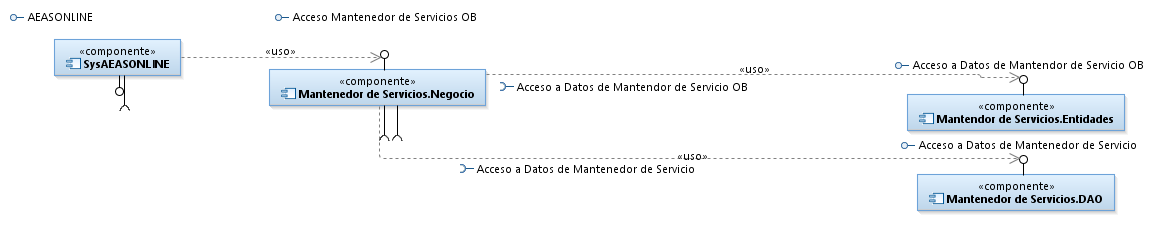 AEASONLINE
Acceso Mantenedor de Servicios OB
«componente»
SysAEASONLINE
«uso»
«componente»
Mantenedor de Servicios.Negocio
«uso»
Acceso a Datos de Mantendor de Servicio OB
Acceso a Datos de Mantendor de Servicio OB
«componente»
Mantendor de Servicios.Entidades
«uso»
Acceso a Datos de Mantenedor de Servicio
Acceso a Datos de Mantenedor de Servicio
«componente»
Mantenedor de Servicios.DAO